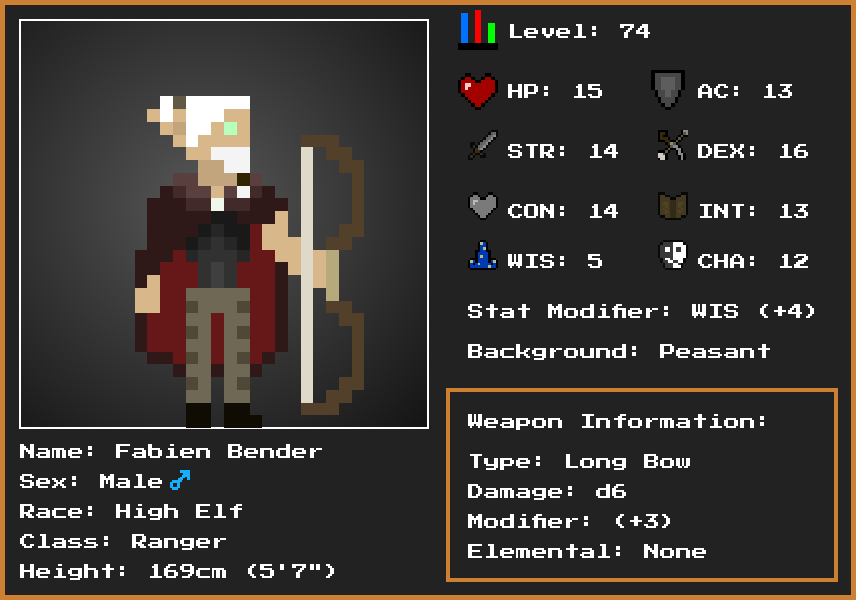 Level: 74
HP: 15
AC: 13
STR: 14
DEX: 16
CON: 14
INT: 13
WIS: 5
CHA: 12
Stat Modifier: WIS (+4)
Background: Peasant
Weapon Information:
Type: Long Bow
Damage: d6
Modifier: (+3)
Elemental: None
Name: Fabien Bender
Sex: Male♂
Race: High Elf
Class: Ranger
Height: 169cm (5'7")